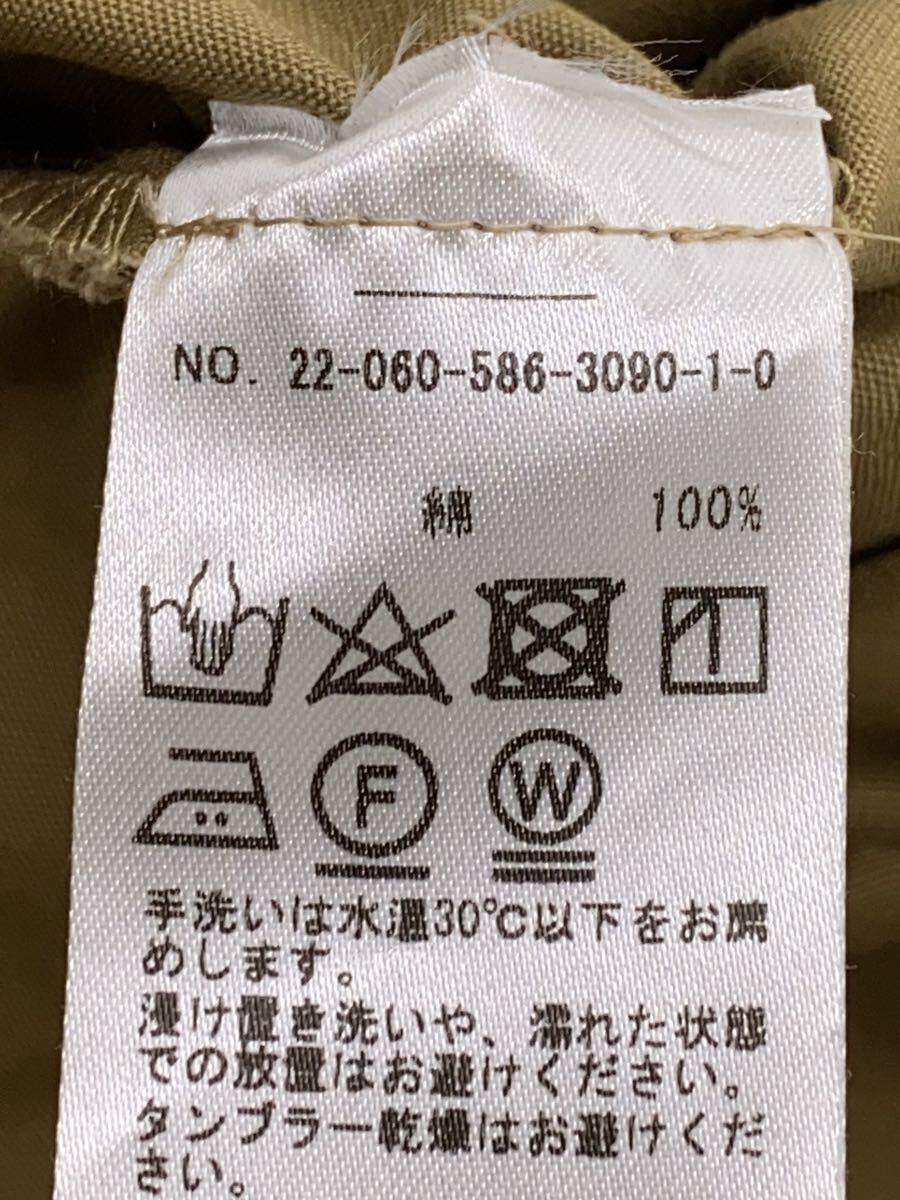 NO. 22-060-586-3090-1-0
綿 100%
F W
手洗いは水温30℃以下をお薦
めします。
浸け置き洗いや、濡れた状態
での放置はお避けください。
タンブラー乾燥はお避けくだ
さい。